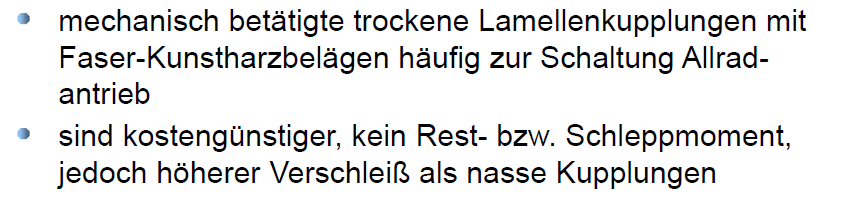 mechanisch betätigte trockene Lamellenkupplungen mit
Faser-Kunstharzbelägen häufig zur Schaltung Allrad-
antrieb
sind kostengünstiger, kein Rest- bzw. Schleppmoment,
jedoch höherer Verschleiß als nasse Kupplungen